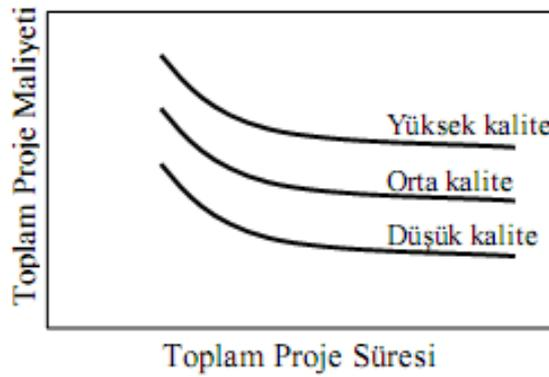 Toplam Proje Maliyeti
Yüksek kalite
Orta kalite
Düşük kalite
Toplam Proje Süresi